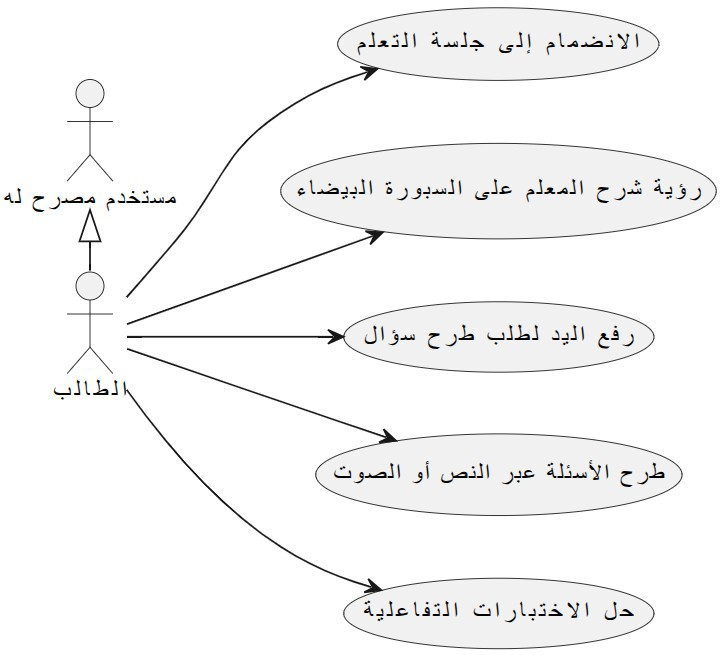 الانضمام إلى جلسة التعلم
رؤية شرح المعلم على السبورة البيضاء
مستخدم مصرح له
رفع اليد لطلب طرح سؤال
الطالب
طرح الأسئلة عبر النص أو الصوت
حل الاختبارات التفاعلية